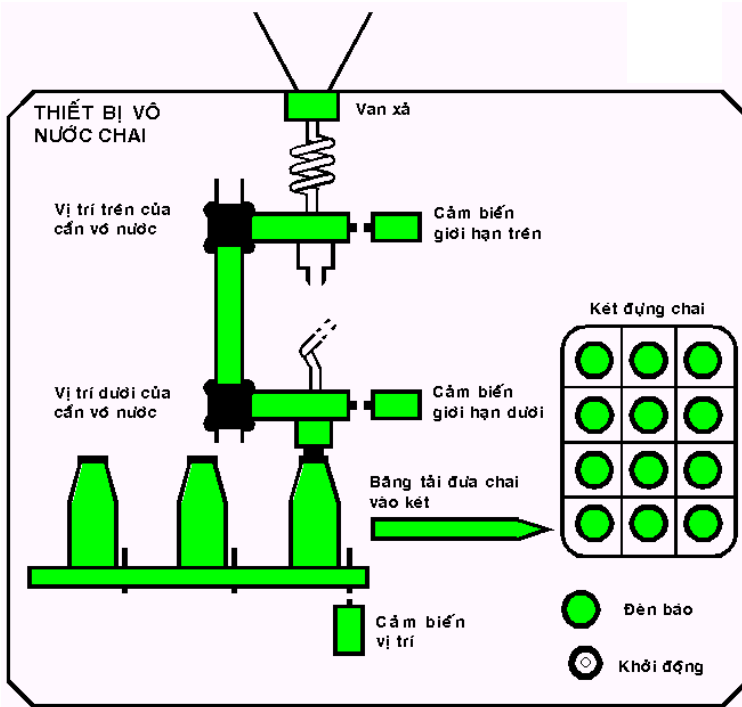 THIẾT BỊ VÔ
NƯỚC CHAI
Van xả
Vị trí trên của
cần vô nước
Cảm biến
giới hạn trên
Két đựng chai
Vị trí dưới của
cần vô nước
Cảm biến
giới hạn dưới
Băng tải đưa chai
vào két
Cảm biến
vị trí
Đèn báo
Khởi động